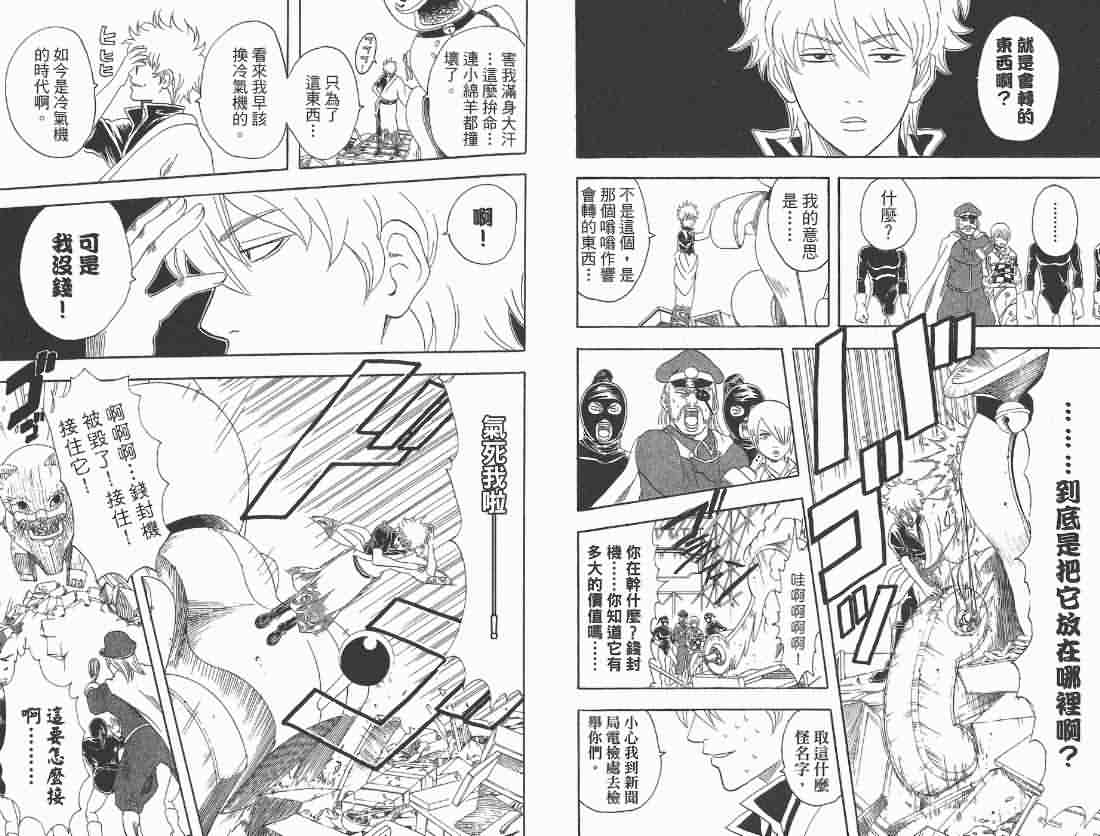 就是會轉的
東西啊？
⋯⋯
什麼？
我的意思
是⋯⋯
不是這個，是
那個嗡嗡作響
會轉的東西⋯
⋯⋯⋯到底是把它放在哪裡啊？
哇啊啊啊啊！
你在幹什麼？錢封
機⋯⋯你知道它有
多大的價值嗎⋯⋯
取這什麼
怪名字，
小心我到新聞
局電檢處去檢
舉你們。
害我滿身大汗
⋯這麼拚命⋯
連小綿羊都撞
壞了。
呵呵
只為了
這東西⋯
看來我早該
換冷氣機的。
如今是冷氣機
的時代啊。
ヒヒヒ
啊！
可是
我沒錢！
氣死我啦——！
啊啊啊⋯錢封機
被毀了！接住！
接住它！
這要怎麼接
啊⋯⋯⋯